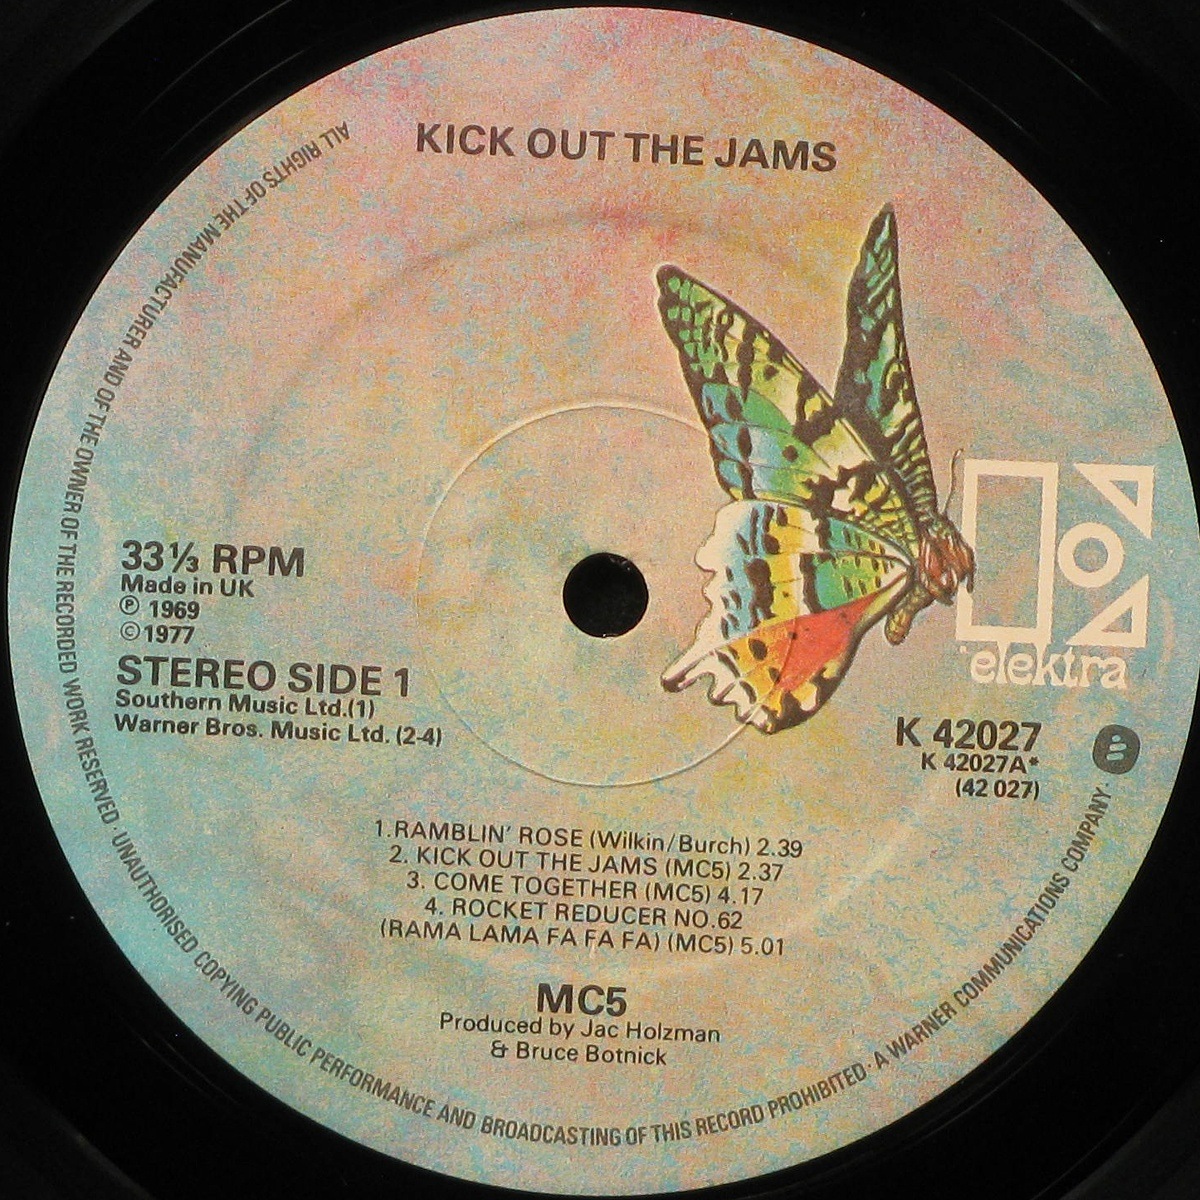 KICK OUT THE JAMS
ALL RIGHTS OF THE MANUFACTURER AND OF THE OWNER OF THE RECORDED WORK RESERVED · UNAUTHORISED COPYING PUBLIC PERFORMANCE AND BROADCASTING OF THIS RECORD PROHIBITED · A WARNER COMMUNICATIONS COMPANY ·
elektra
33⅓ RPM
Made in UK
℗ 1969
© 1977
STEREO SIDE 1
Southern Music Ltd.(1)
Warner Bros. Music Ltd. (2-4)
K 42027
K 42027A*
(42 027)
1.RAMBLIN' ROSE (Wilkin/Burch) 2.39
2. KICK OUT THE JAMS (MC5) 2.37
3. COME TOGETHER (MC5) 4.17
4. ROCKET REDUCER NO.62
(RAMA LAMA FA FA FA) (MC5) 5.01
MC5
Produced by Jac Holzman
& Bruce Botnick